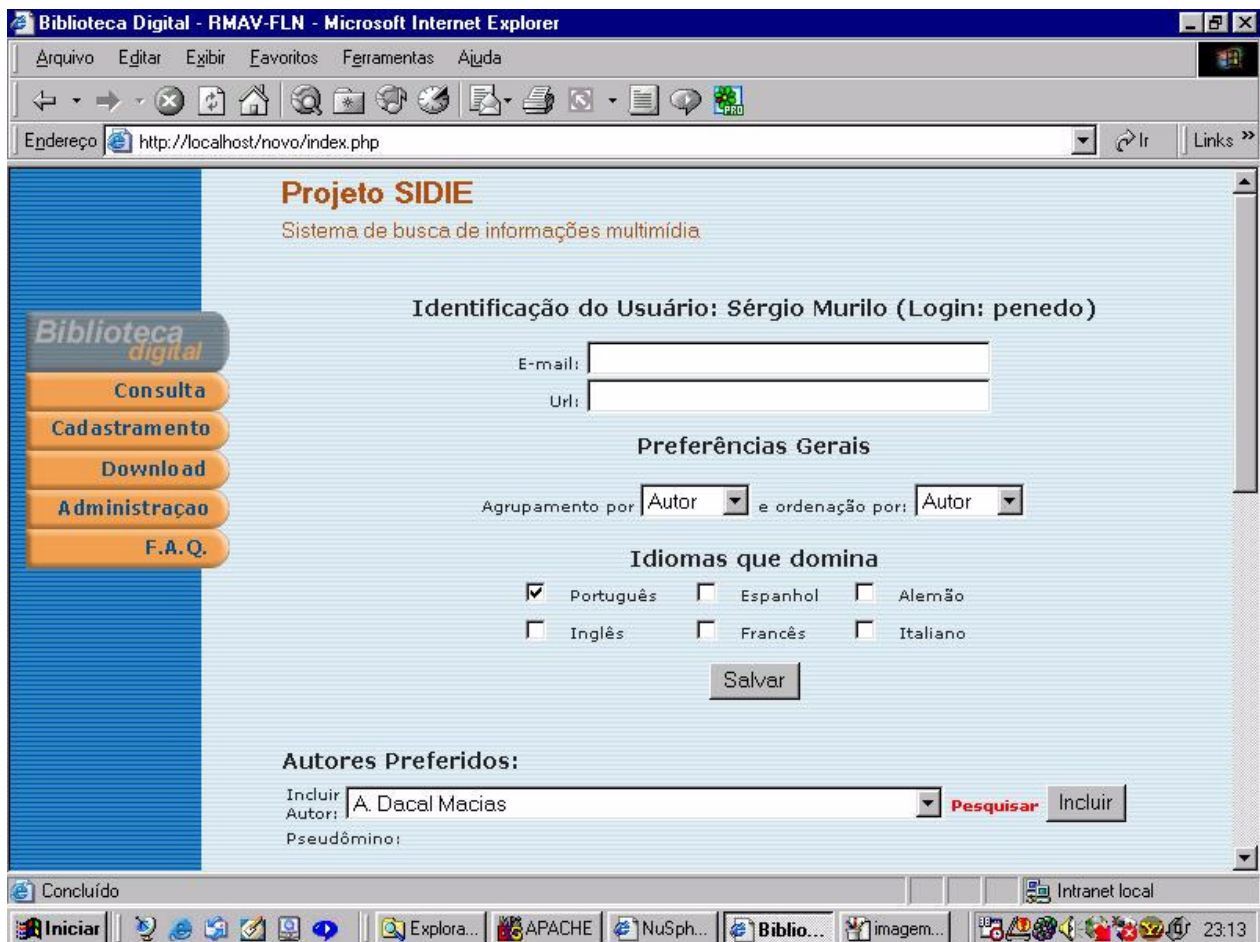 Biblioteca Digital - RMAV-FLN - Microsoft Internet Explorer
Arquivo Editar Exibir Favoritos Ferramentas Ajuda
PRO
Endereço http://localhost/novo/index.php Ir Links »
Projeto SIDIE
Sistema de busca de informações multimídia
Identificação do Usuário: Sérgio Murilo (Login: penedo)
Biblioteca
digital
Consulta
Cadastramento
Download
Administraçao
F.A.Q.
E-mail:
Url:
Preferências Gerais
Agrupamento por Autor e ordenação por: Autor
Idiomas que domina
Português Espanhol Alemão
Inglês Francês Italiano
Salvar
Autores Preferidos:
Incluir
Autor: A. Dacal Macias Pesquisar Incluir
Pseudômino:
Concluído Intranet local
Iniciar Explora... APACHE NuSph... Biblio... imagem... 23:13